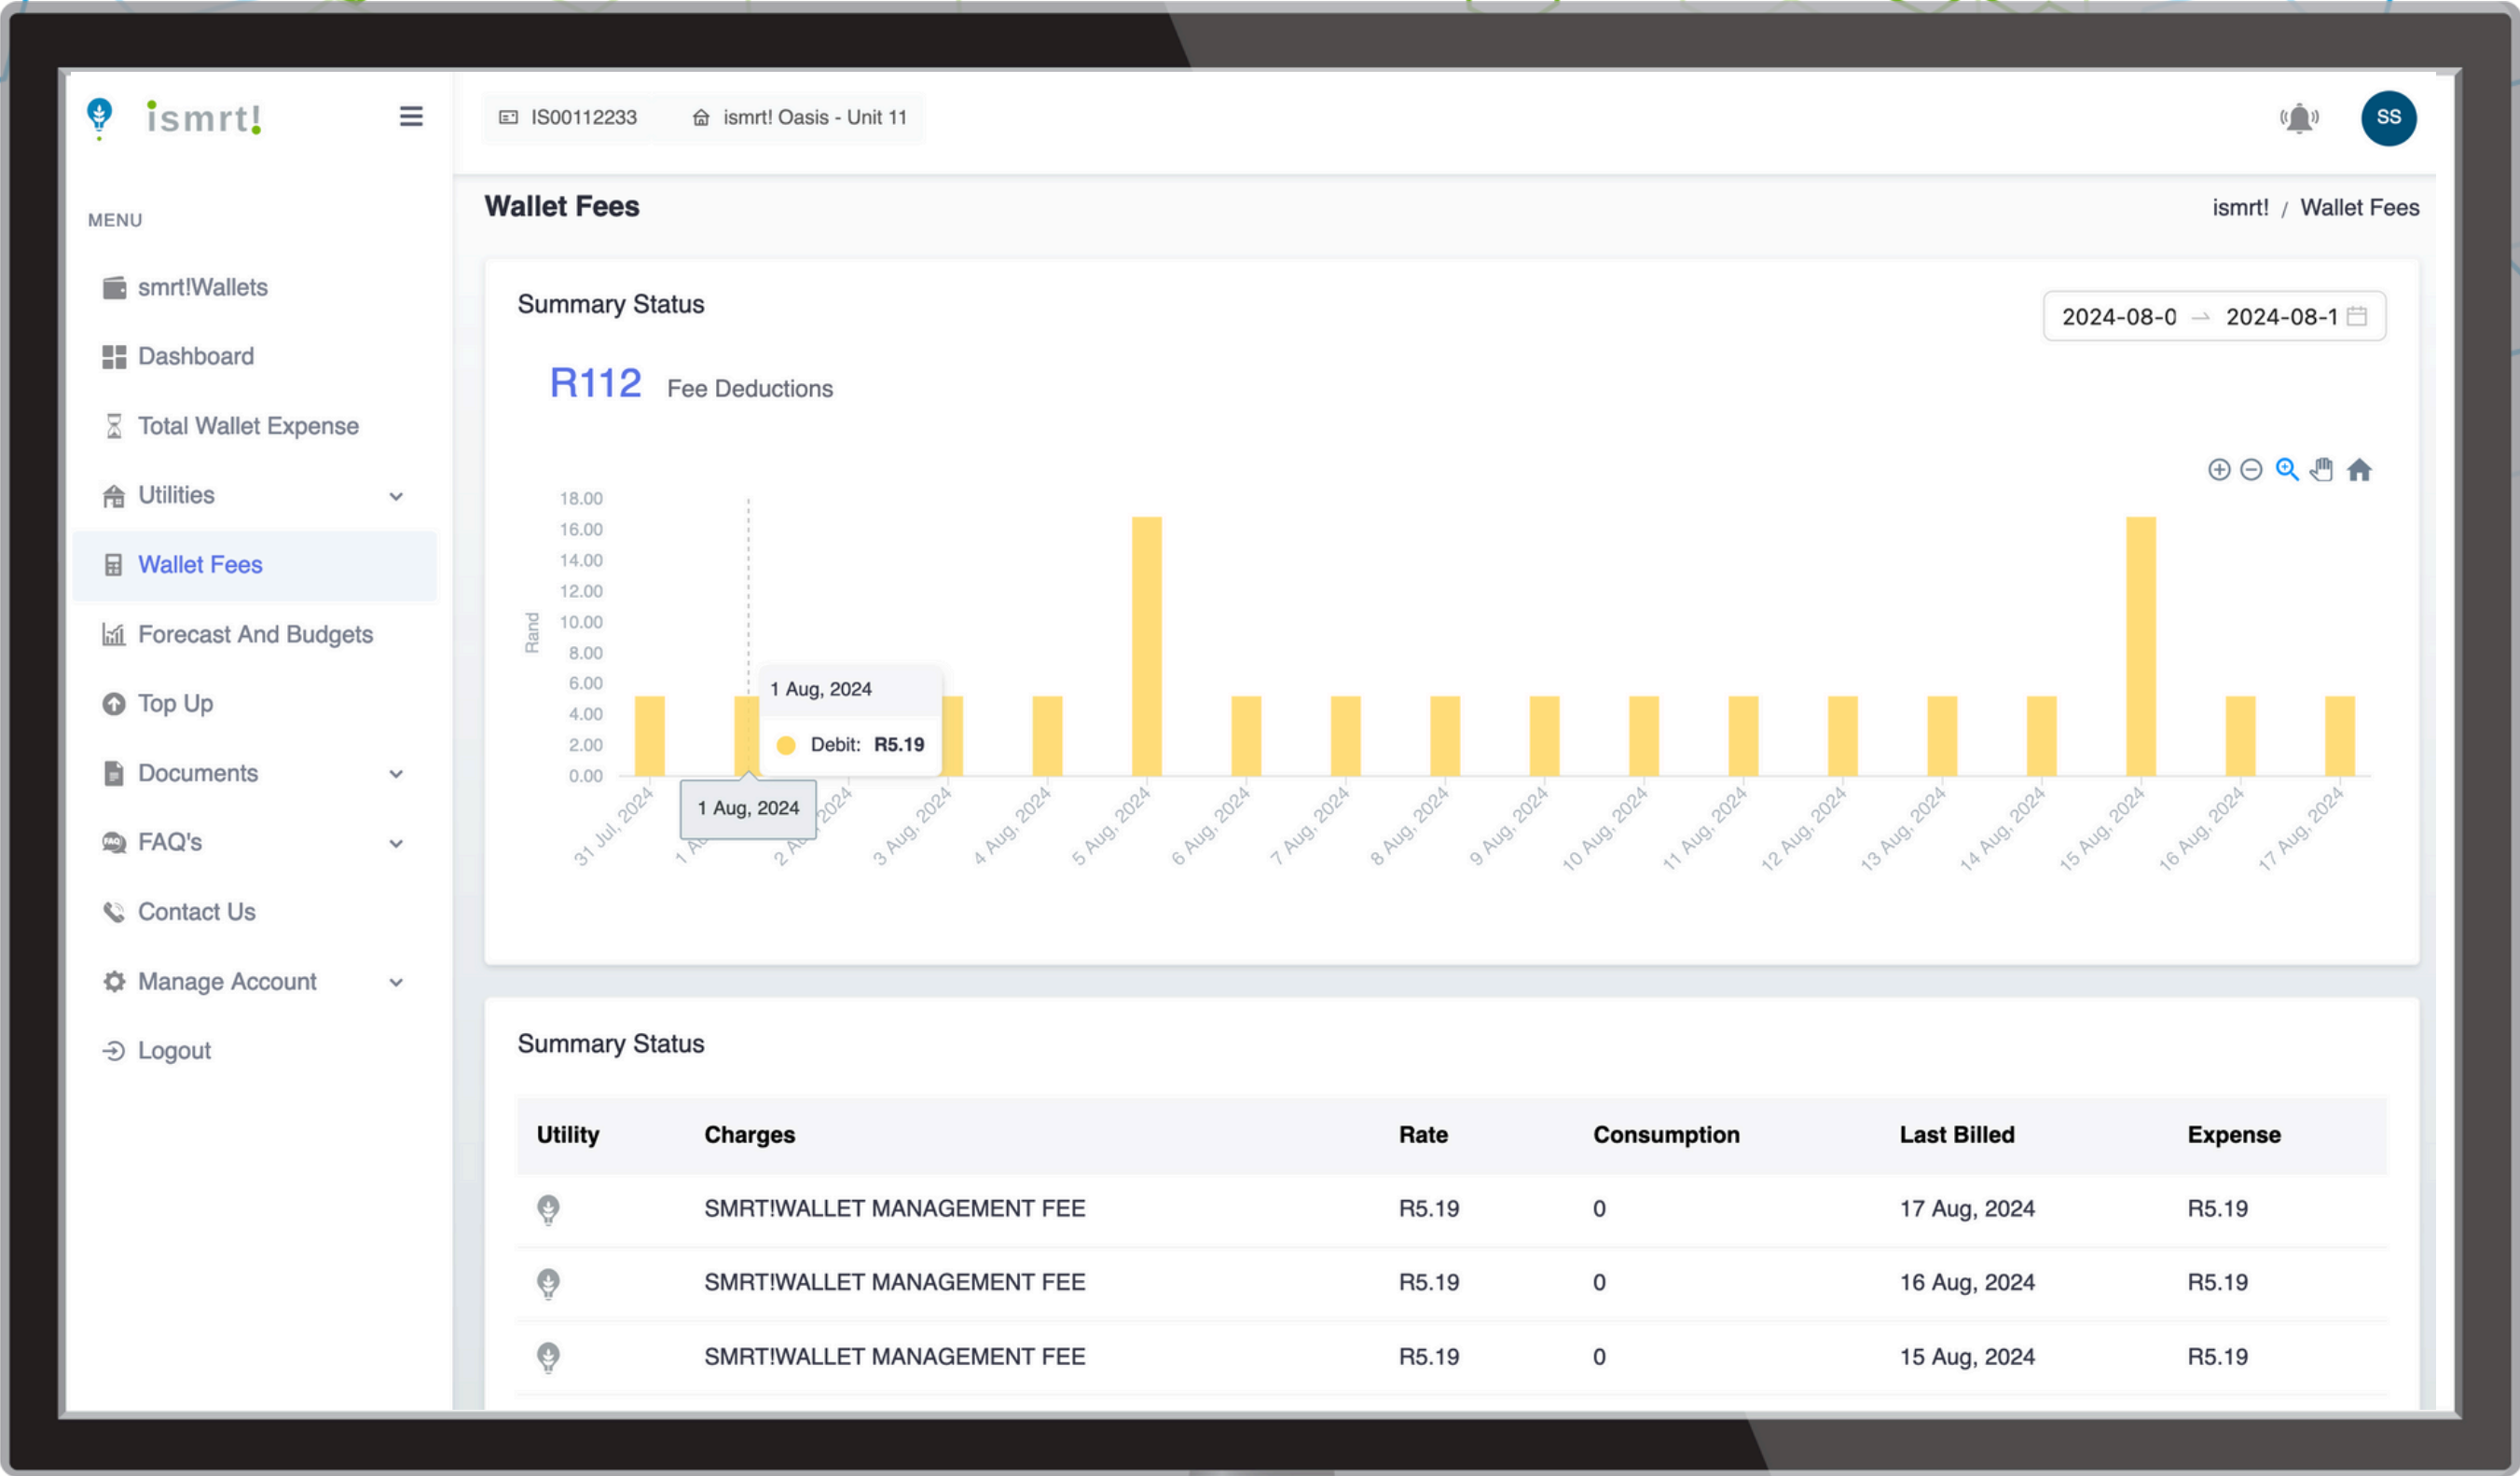 ismrt!
IS00112233 ismrt! Oasis - Unit 11
SS
MENU
smrt!Wallets
Dashboard
Total Wallet Expense
Utilities
Wallet Fees
Forecast And Budgets
Top Up
Documents
FAQ's
Contact Us
Manage Account
Logout
Wallet Fees
ismrt! / Wallet Fees
Summary Status
2024-08-0 → 2024-08-1
R112 Fee Deductions
Rand
18.00
16.00
14.00
12.00
10.00
8.00
6.00
4.00
2.00
0.00
1 Aug, 2024
Debit: R5.19
1 Aug, 2024
31 Jul, 2024
3 Aug, 2024
4 Aug, 2024
5 Aug, 2024
6 Aug, 2024
7 Aug, 2024
8 Aug, 2024
9 Aug, 2024
10 Aug, 2024
11 Aug, 2024
12 Aug, 2024
13 Aug, 2024
14 Aug, 2024
15 Aug, 2024
16 Aug, 2024
17 Aug, 2024
Summary Status
Utility Charges Rate Consumption Last Billed Expense
SMRT!WALLET MANAGEMENT FEE R5.19 0 17 Aug, 2024 R5.19
SMRT!WALLET MANAGEMENT FEE R5.19 0 16 Aug, 2024 R5.19
SMRT!WALLET MANAGEMENT FEE R5.19 0 15 Aug, 2024 R5.19